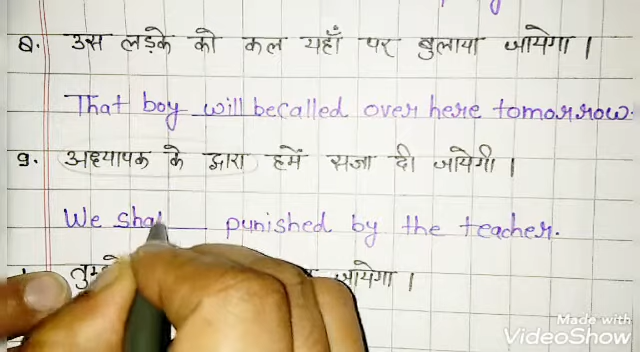 8. उस लड़के को कल यहाँ पर बुलाया जायेगा।
That boy will becalled over here tomorrow.
9. अध्यापक के द्वारा हमें सजा दी जायेगी।
We sha punished by the teacher.
जायेगा।
Made with
VideoShow